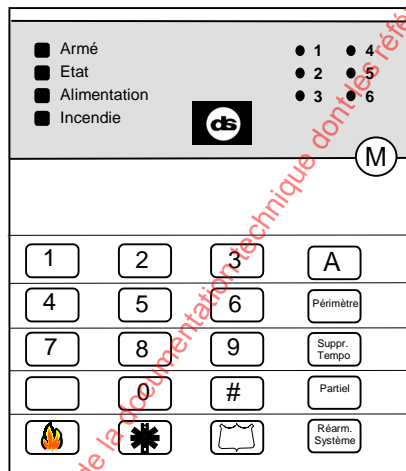 Armé
Etat
Alimentation
Incendie
1 4
2 5
3 6
ds
M
1 2 3 A
4 5 6 Périmètre
7 8 9 Suppr. Tempo
0 # Partiel
Réarm. Système
de la documentation technique dont les réfé